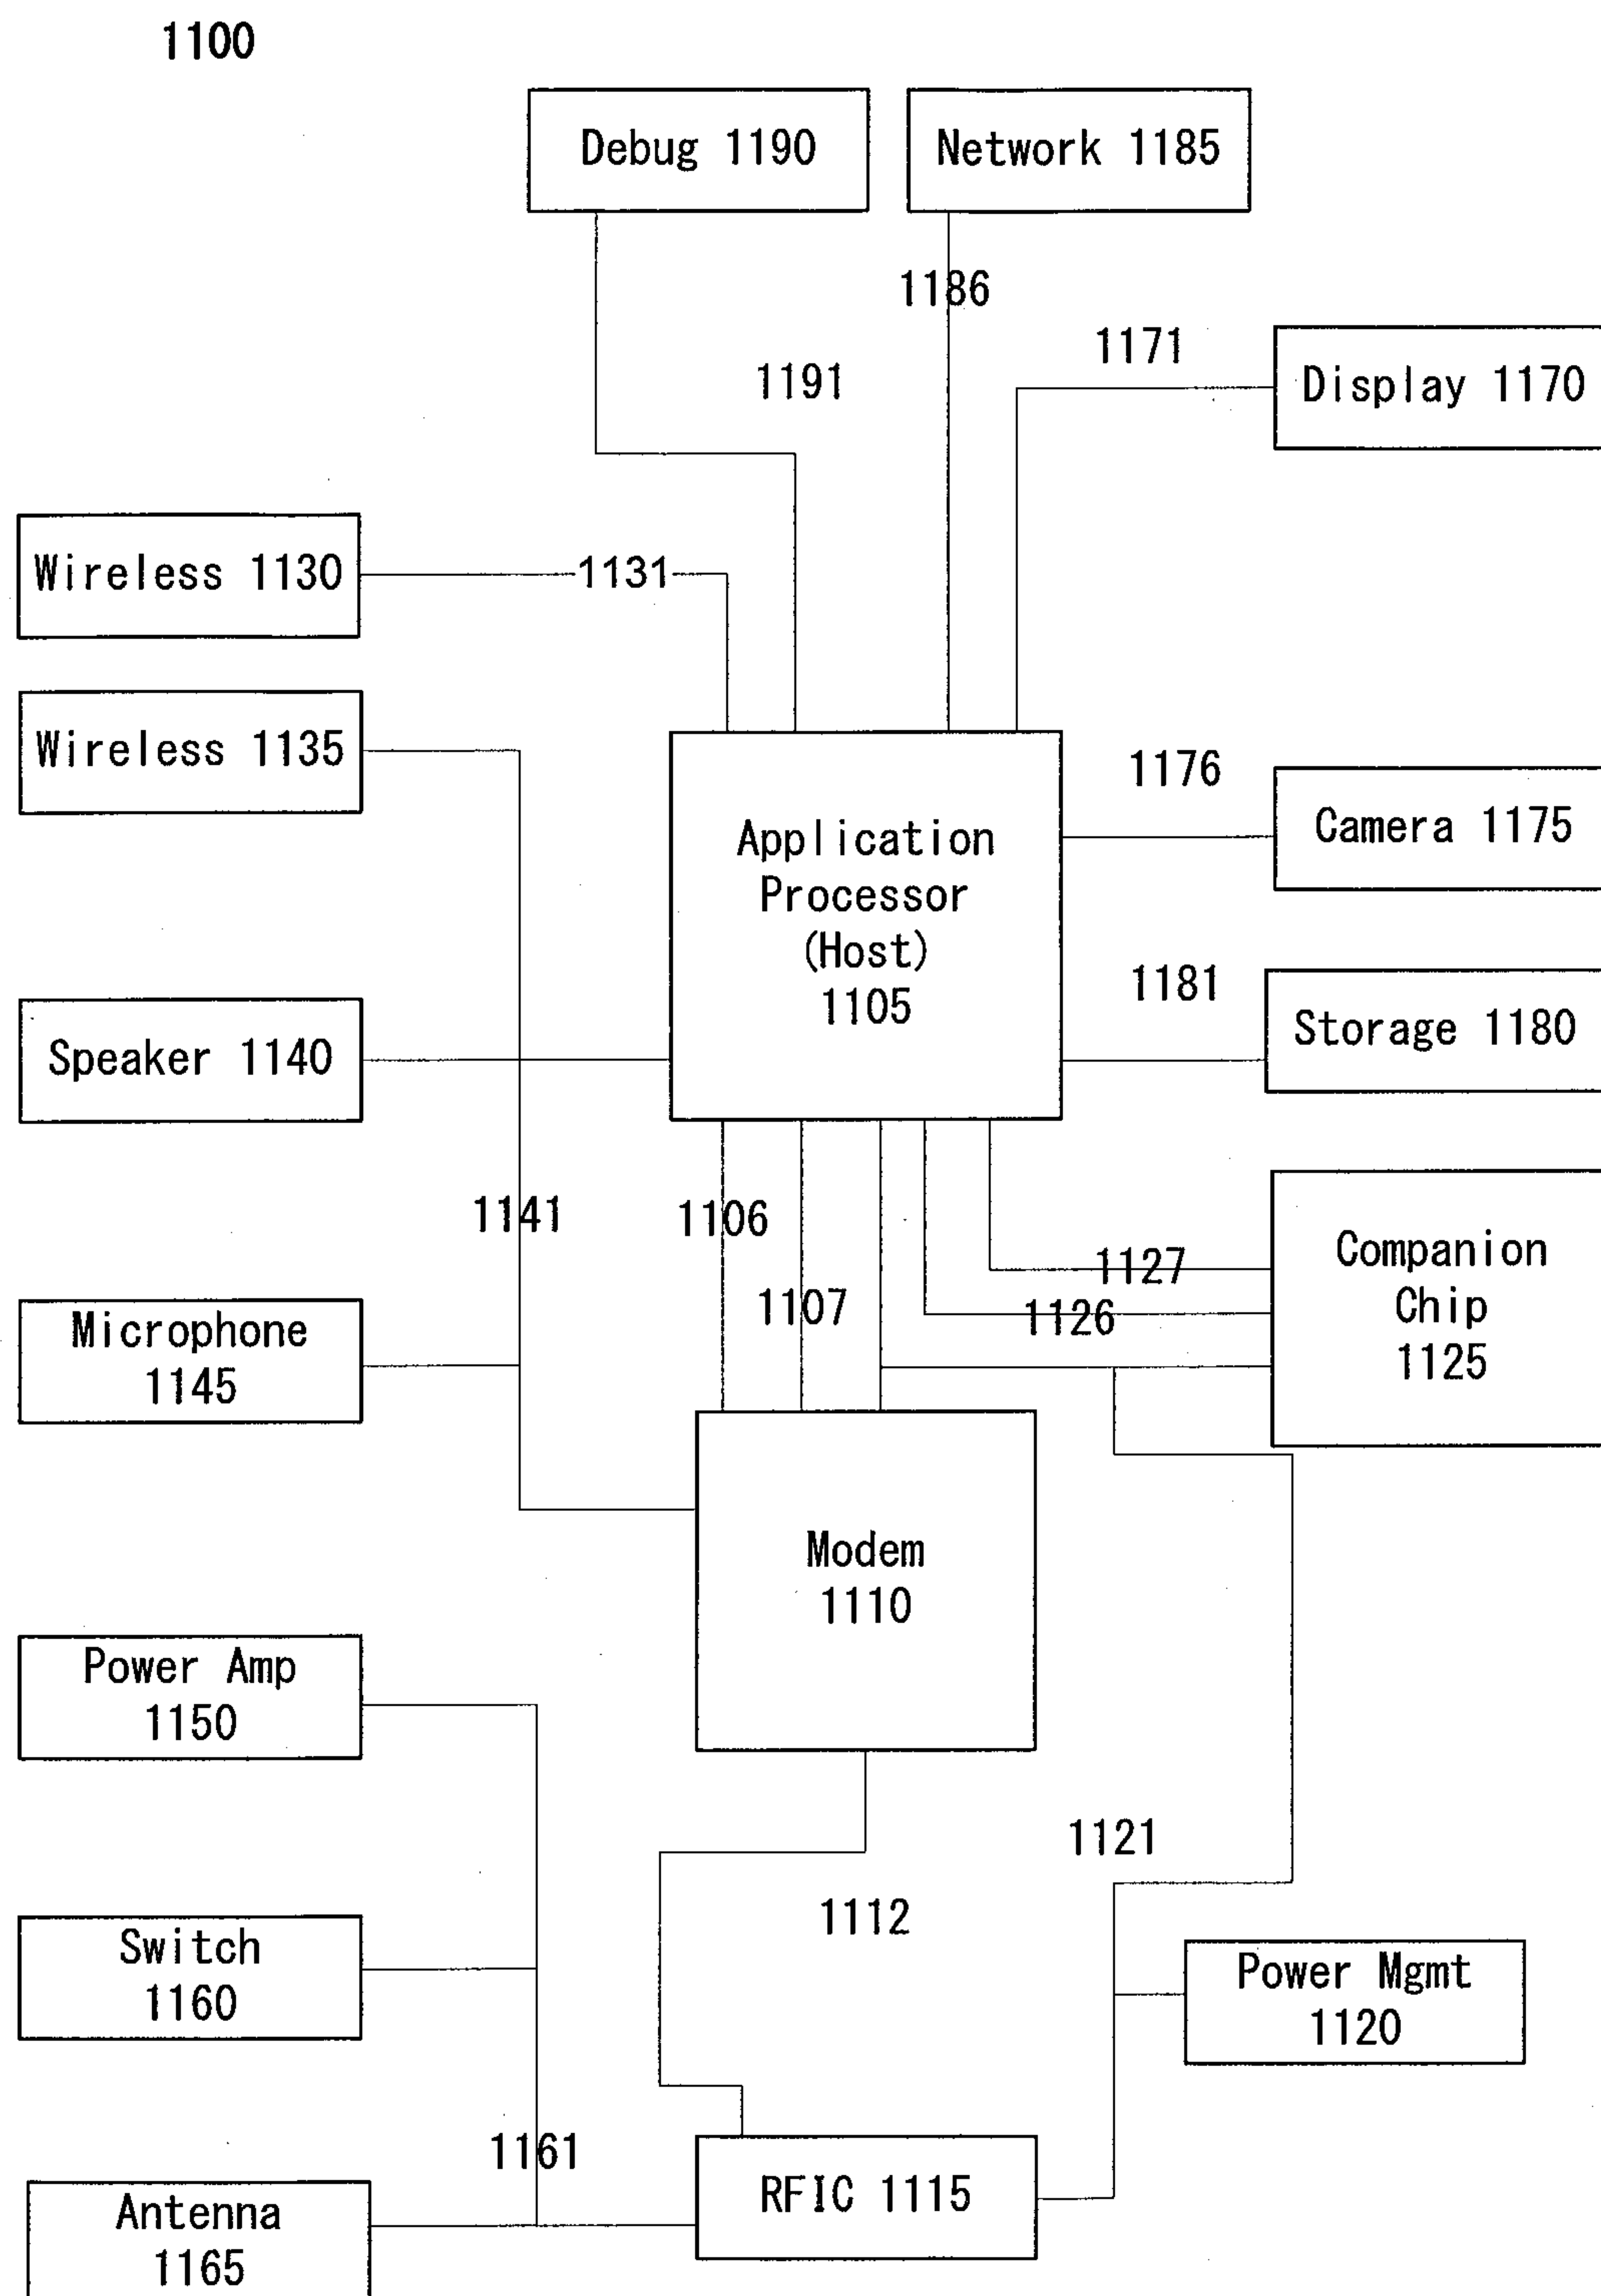 1100
Debug 1190
Network 1185
1186
1171
1191
Display 1170
Wireless 1130
1131
Wireless 1135
1176
Camera 1175
Application
Processor
(Host)
1105
1181
Storage 1180
Speaker 1140
1141
1106
1107
1127
1126
Companion
Chip
1125
Microphone
1145
Modem
1110
Power Amp
1150
1121
1112
Switch
1160
Power Mgmt
1120
1161
RFIC 1115
Antenna
1165